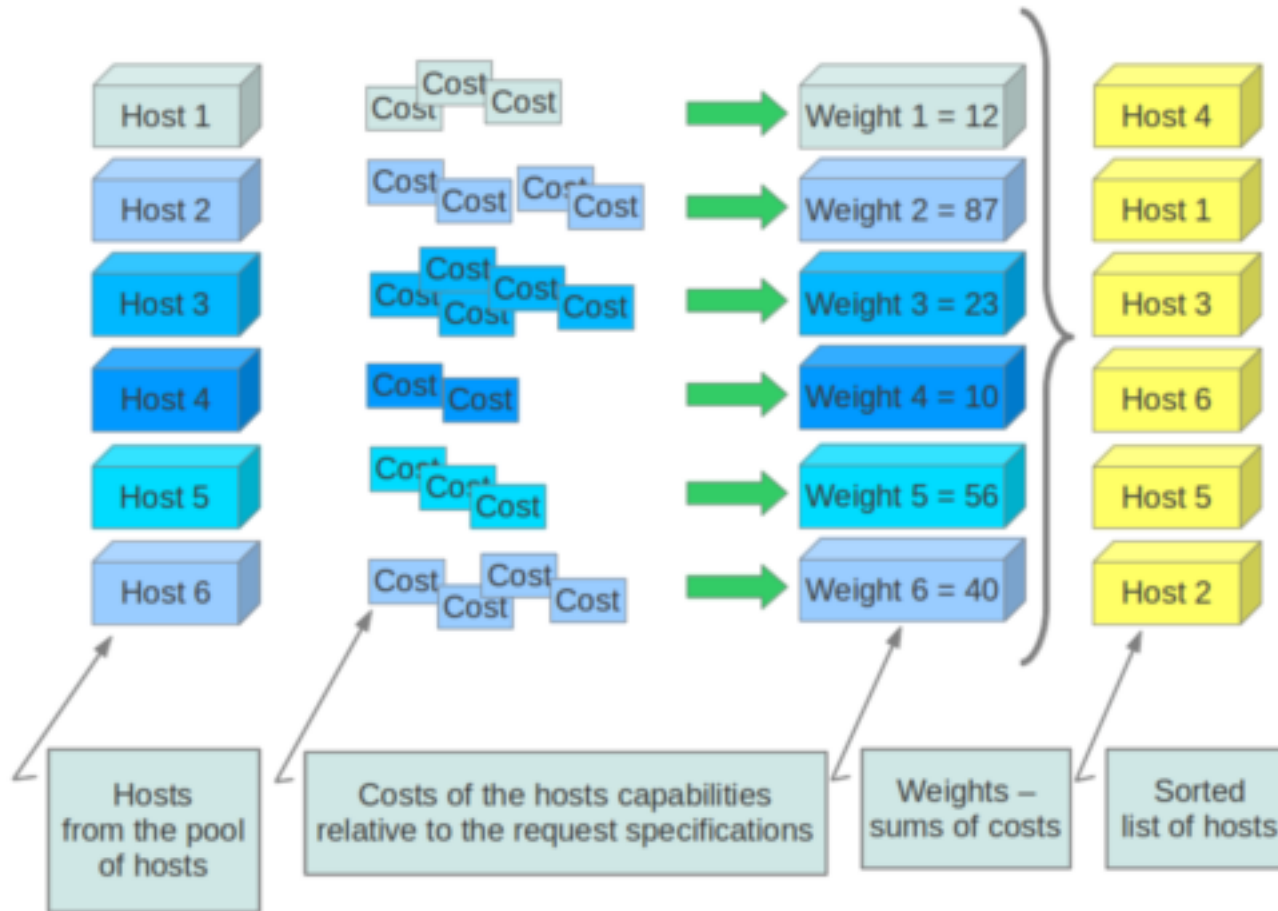 Host 1
Cost
Cost
Cost
Weight 1 = 12
Host 4
Host 2
Cost
Cost
Cost
Cost
Weight 2 = 87
Host 1
Host 3
Cost
Cost
Cost
Cost
Cost
Weight 3 = 23
Host 3
Host 4
Cost
Cost
Weight 4 = 10
Host 6
Host 5
Cost
Cost
Cost
Weight 5 = 56
Host 5
Host 6
Cost
Cost
Cost
Cost
Weight 6 = 40
Host 2
Hosts
from the pool
of hosts
Costs of the hosts capabilities
relative to the request specifications
Weights –
sums of costs
Sorted
list of hosts